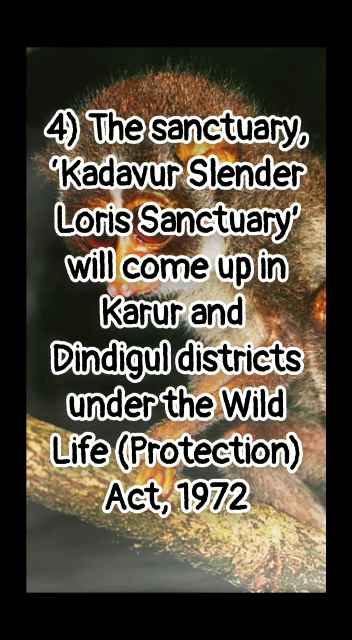 4) The sanctuary,
‘Kadavur Slender
Loris Sanctuary’
will come up in
Karur and
Dindigul districts
under the Wild
Life (Protection)
Act, 1972